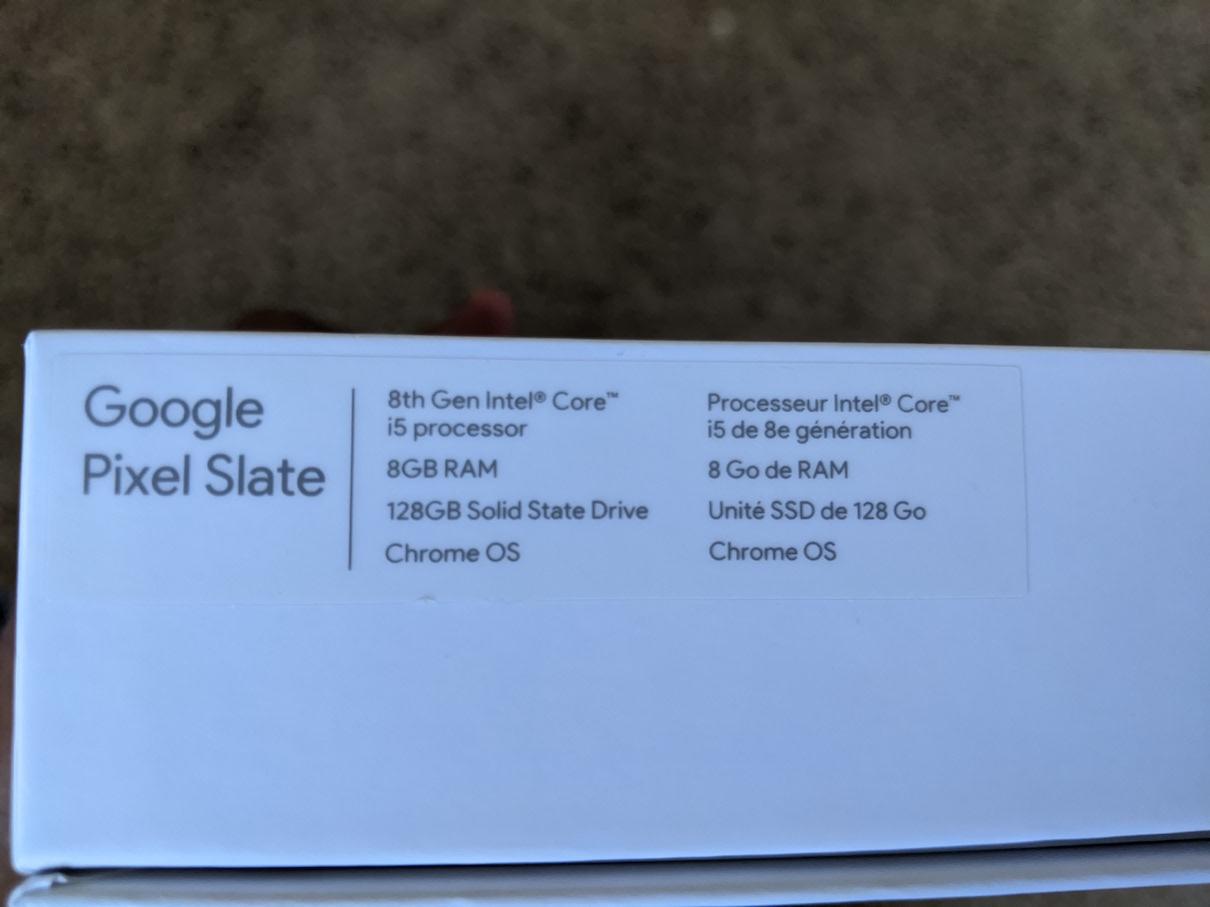 Google
Pixel Slate
8th Gen Intel® Core™
i5 processor
8GB RAM
128GB Solid State Drive
Chrome OS
Processeur Intel® Core™
i5 de 8e génération
8 Go de RAM
Unité SSD de 128 Go
Chrome OS